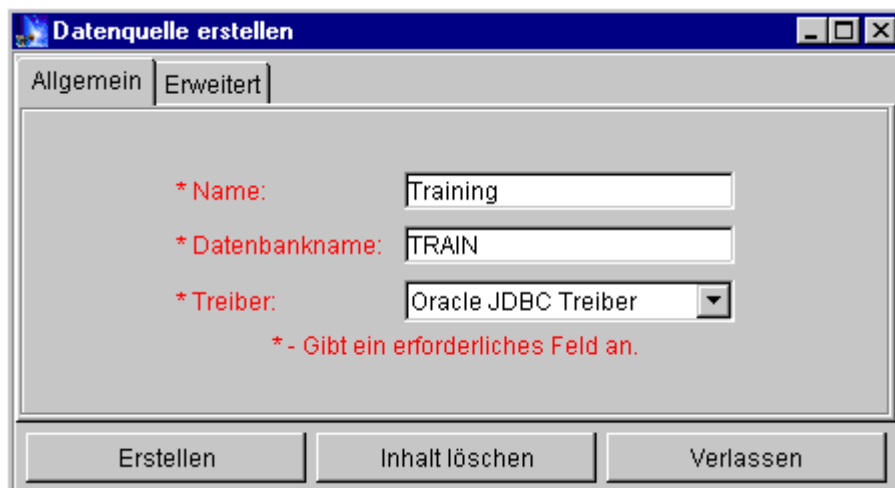 Datenquelle erstellen
Allgemein Erweitert
* Name: Training
* Datenbankname: TRAIN
* Treiber: Oracle JDBC Treiber
* - Gibt ein erforderliches Feld an.
Erstellen Inhalt löschen Verlassen